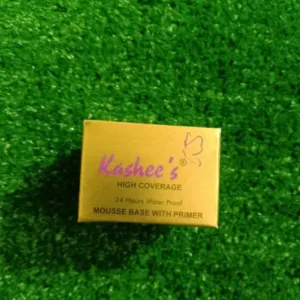 Kashee's®
HIGH COVERAGE
24 Hours Water Proof
MOUSSE BASE WITH PRIMER